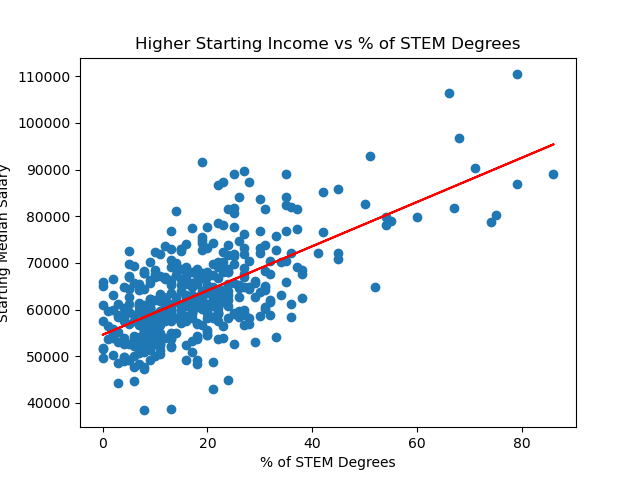 Higher Starting Income vs % of STEM Degrees
110000
100000
90000
80000
70000
60000
50000
40000
Starting Median Salary
0 20 40 60 80
% of STEM Degrees